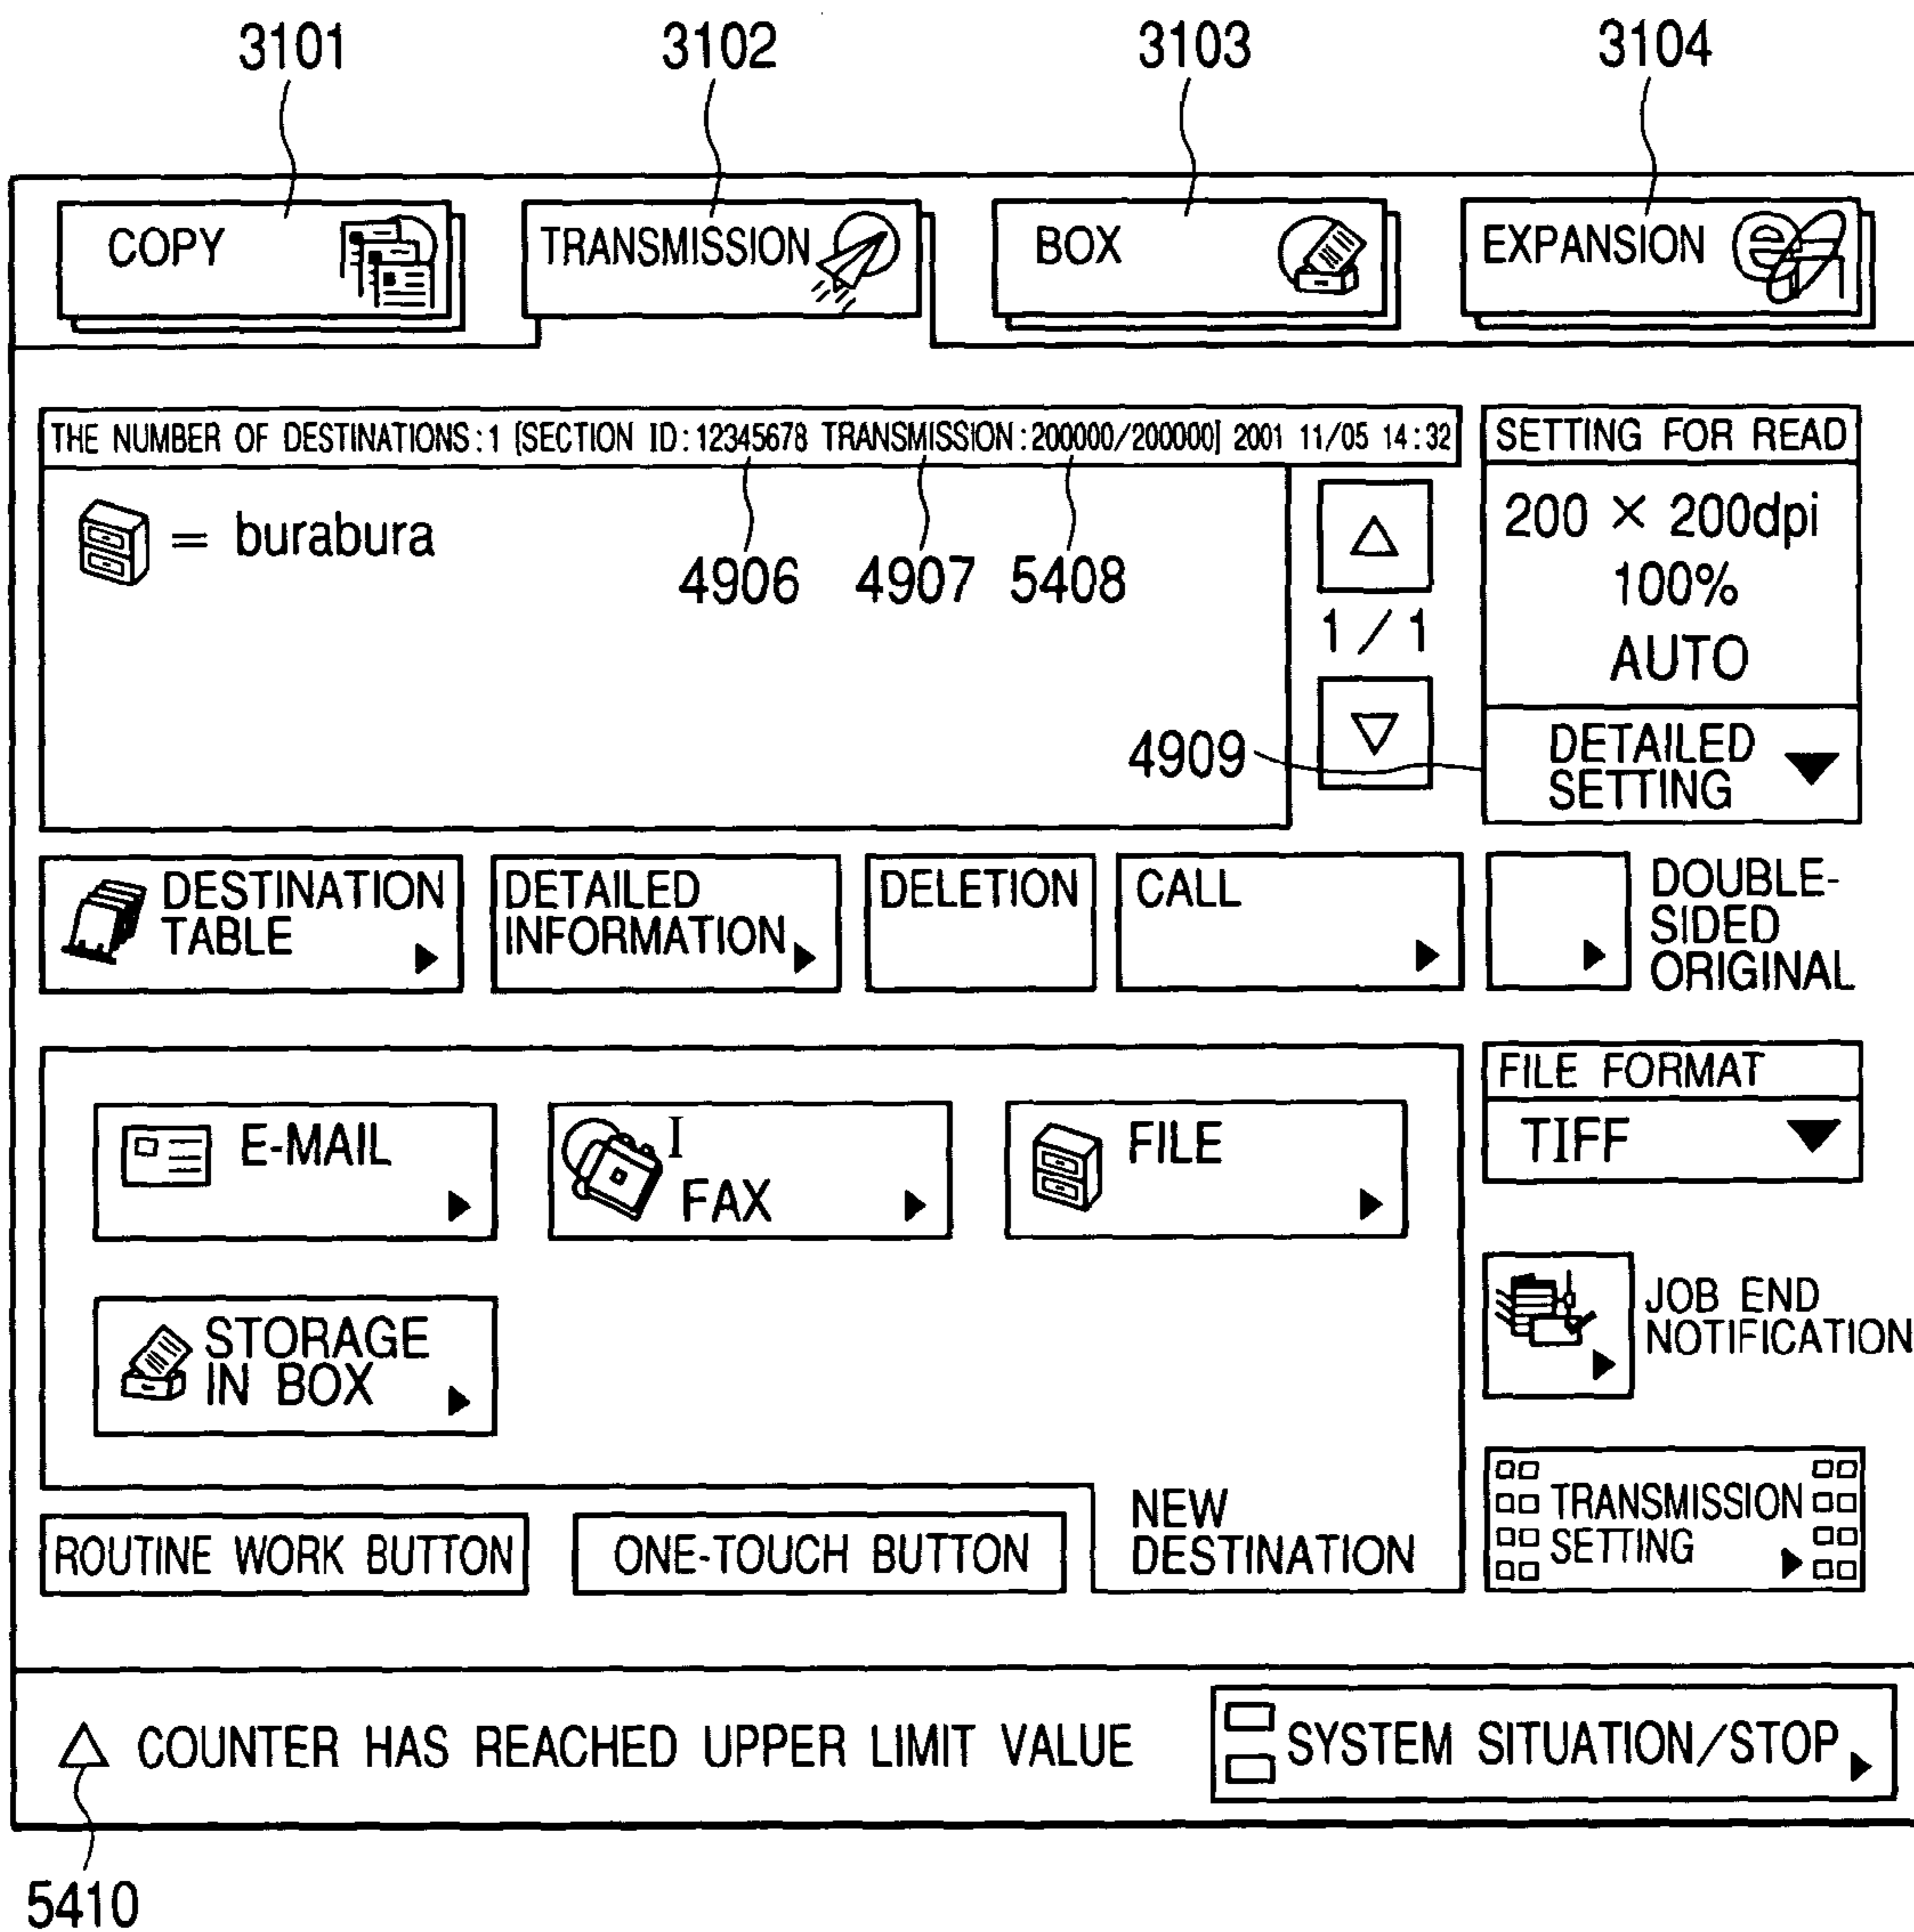 3101 3102 3103 3104
COPY TRANSMISSION BOX EXPANSION
THE NUMBER OF DESTINATIONS:1 [SECTION ID:12345678 TRANSMISSION:200000/200000] 2001 11/05 14:32
= burabura
4906 4907 5408
△
1/1
▽
4909
SETTING FOR READ
200 × 200dpi
100%
AUTO
DETAILED
SETTING ▼
DESTINATION
TABLE ▶
DETAILED
INFORMATION ▶
DELETION
CALL ▶
▶
DOUBLE-
SIDED
ORIGINAL
E-MAIL ▶
I
FAX ▶
FILE ▶
STORAGE
IN BOX ▶
FILE FORMAT
TIFF ▼
JOB END
NOTIFICATION
▶
ROUTINE WORK BUTTON
ONE-TOUCH BUTTON
NEW
DESTINATION
TRANSMISSION
SETTING ▶
△ COUNTER HAS REACHED UPPER LIMIT VALUE
SYSTEM SITUATION/STOP ▶
5410